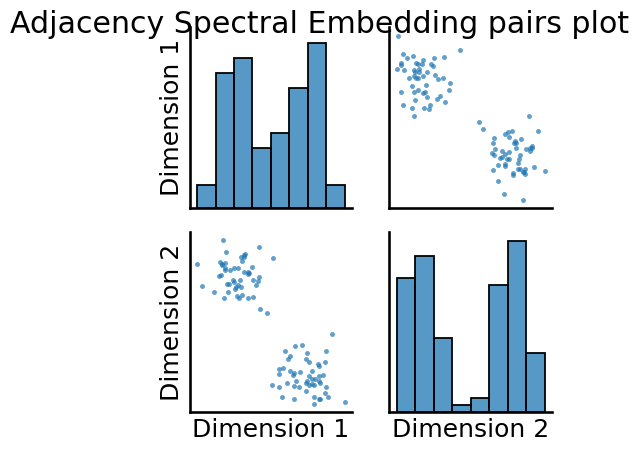 Adjacency Spectral Embedding pairs plot
Dimension 1
Dimension 2
Dimension 1
Dimension 2